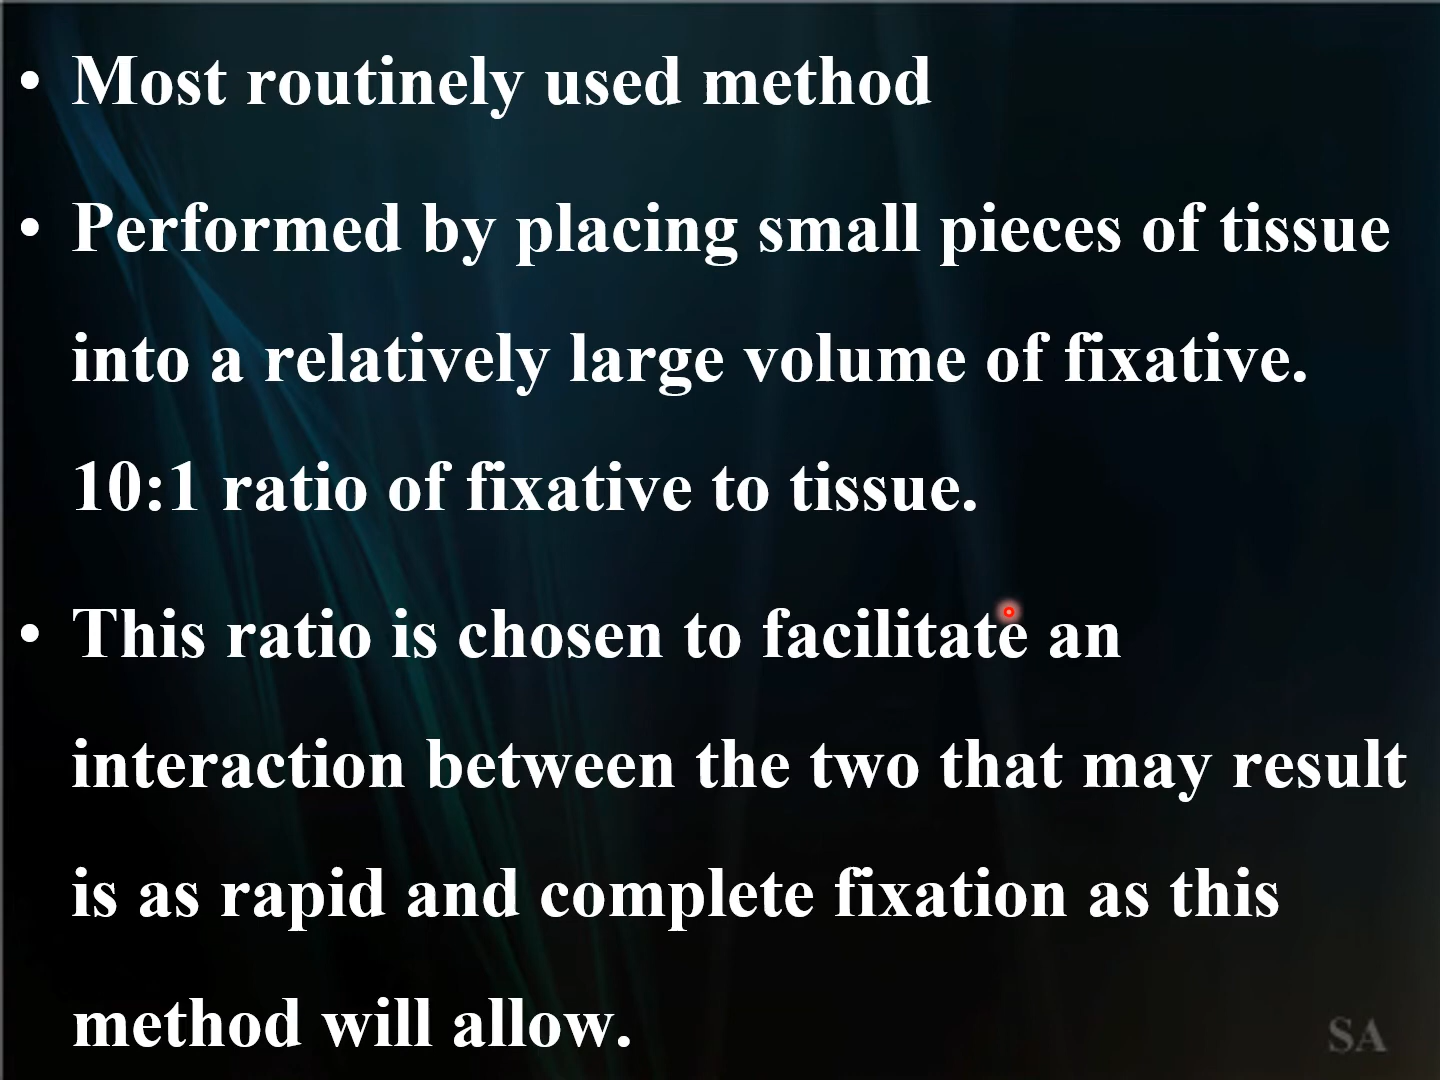 • Most routinely used method
• Performed by placing small pieces of tissue
into a relatively large volume of fixative.
10:1 ratio of fixative to tissue.
• This ratio is chosen to facilitate an
interaction between the two that may result
is as rapid and complete fixation as this
method will allow.
SA